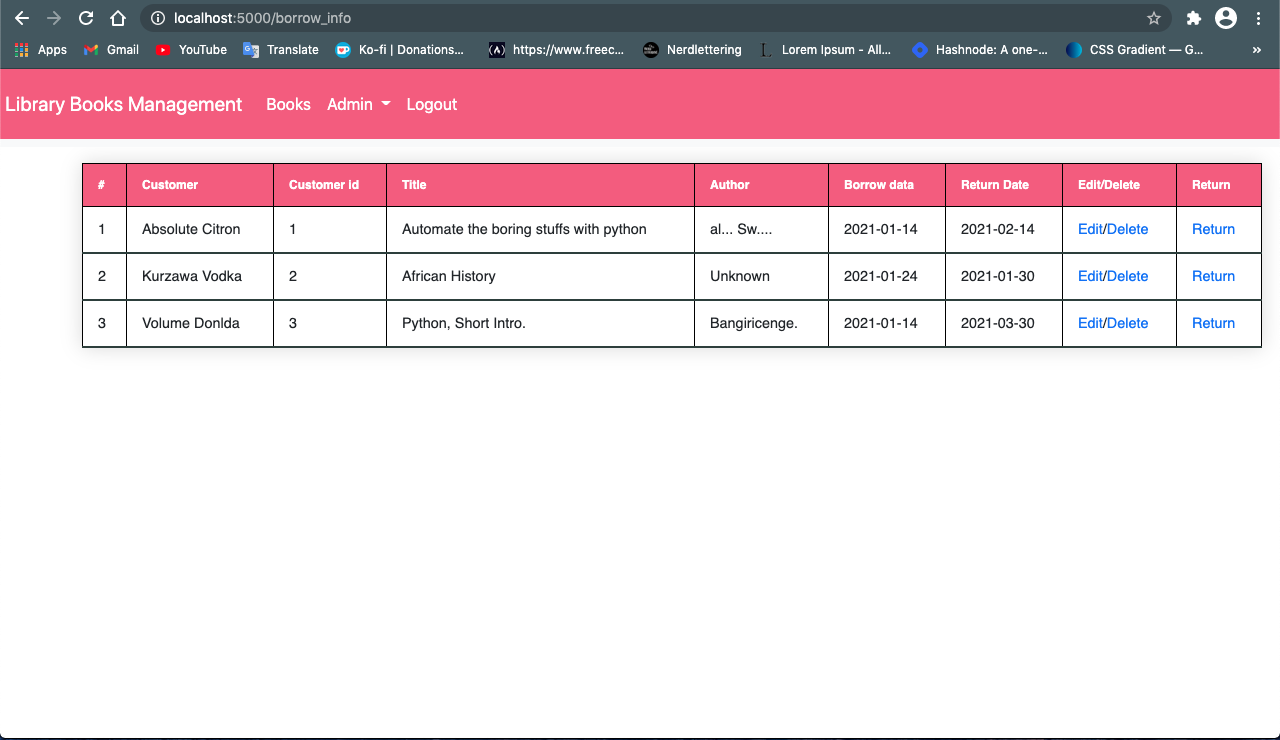 localhost:5000/borrow_info
Apps Gmail YouTube Translate Ko-fi | Donations... https://www.freec... Nerdlettering Lorem Ipsum - All... Hashnode: A one-... CSS Gradient — G... »
Library Books Management Books Admin Logout
# Customer Customer id Title Author Borrow data Return Date Edit/Delete Return
1 Absolute Citron 1 Automate the boring stuffs with python al... Sw.... 2021-01-14 2021-02-14 Edit/Delete Return
2 Kurzawa Vodka 2 African History Unknown 2021-01-24 2021-01-30 Edit/Delete Return
3 Volume Donlda 3 Python, Short Intro. Bangiricenge. 2021-01-14 2021-03-30 Edit/Delete Return